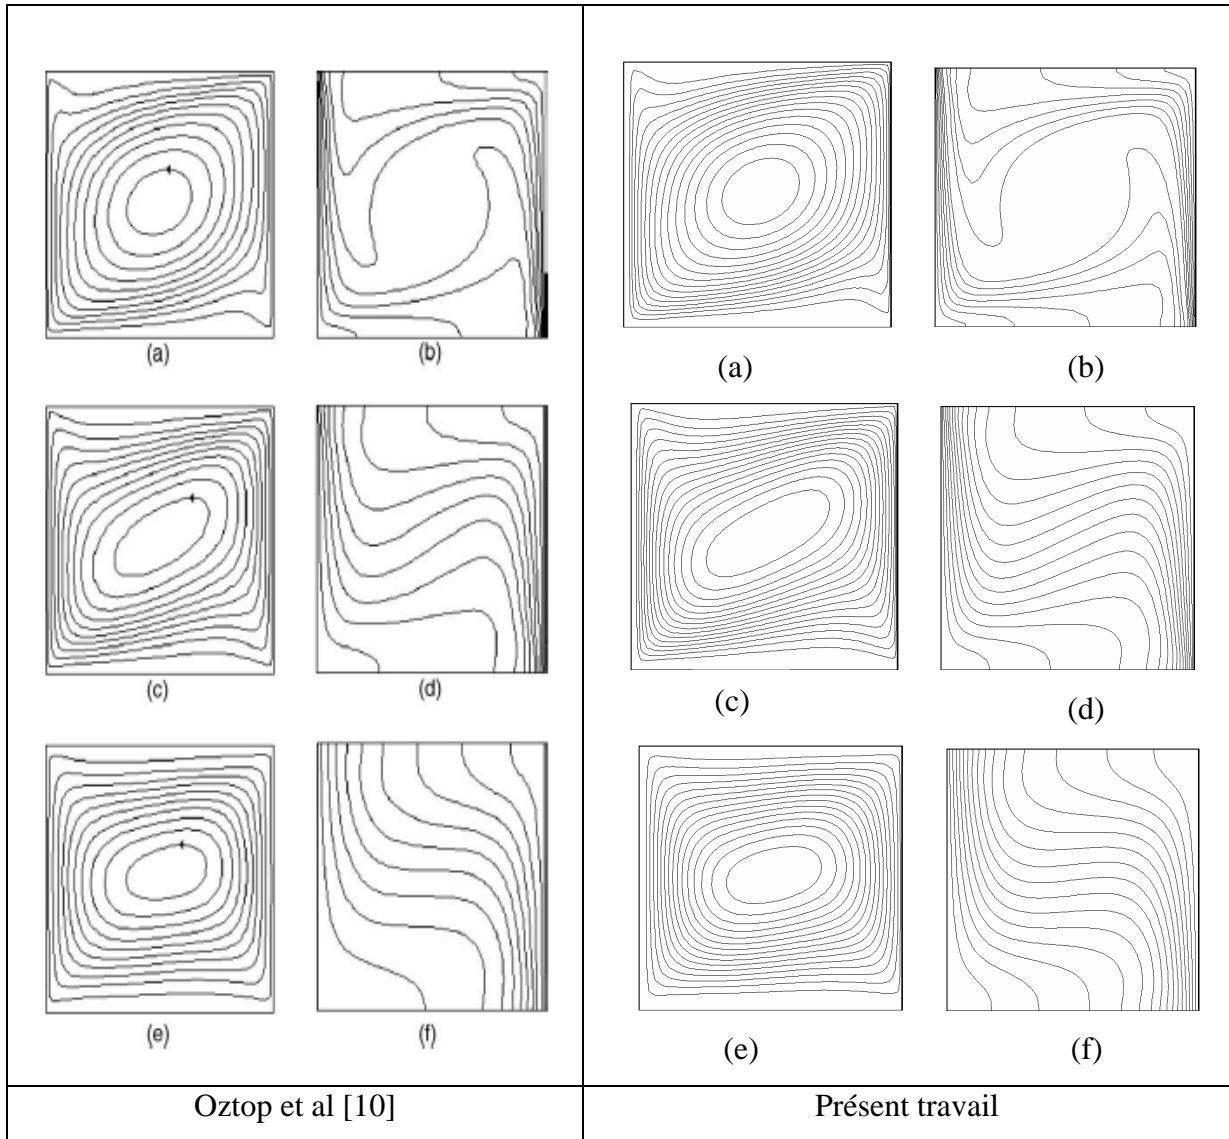 (a)
(b)
(c)
(d)
(e)
(f)
Oztop et al [10]
(a)
(b)
(c)
(d)
(e)
(f)
Présent travail